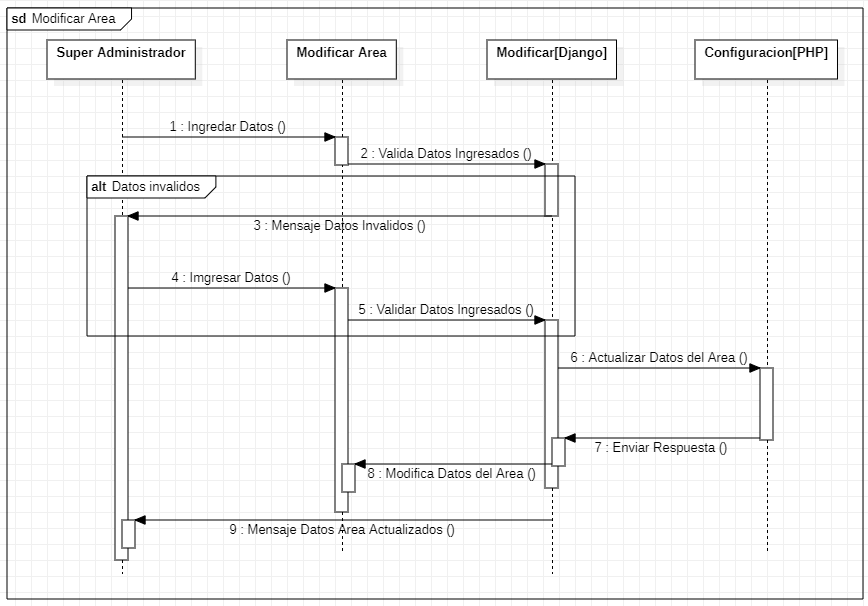 sd Modificar Area
Super Administrador
Modificar Area
Modificar[Django]
Configuracion[PHP]
1 : Ingredar Datos ()
2 : Valida Datos Ingresados ()
alt Datos invalidos
3 : Mensaje Datos Invalidos ()
4 : Imgresar Datos ()
5 : Validar Datos Ingresados ()
6 : Actualizar Datos del Area ()
7 : Enviar Respuesta ()
8 : Modifica Datos del Area ()
9 : Mensaje Datos Area Actualizados ()